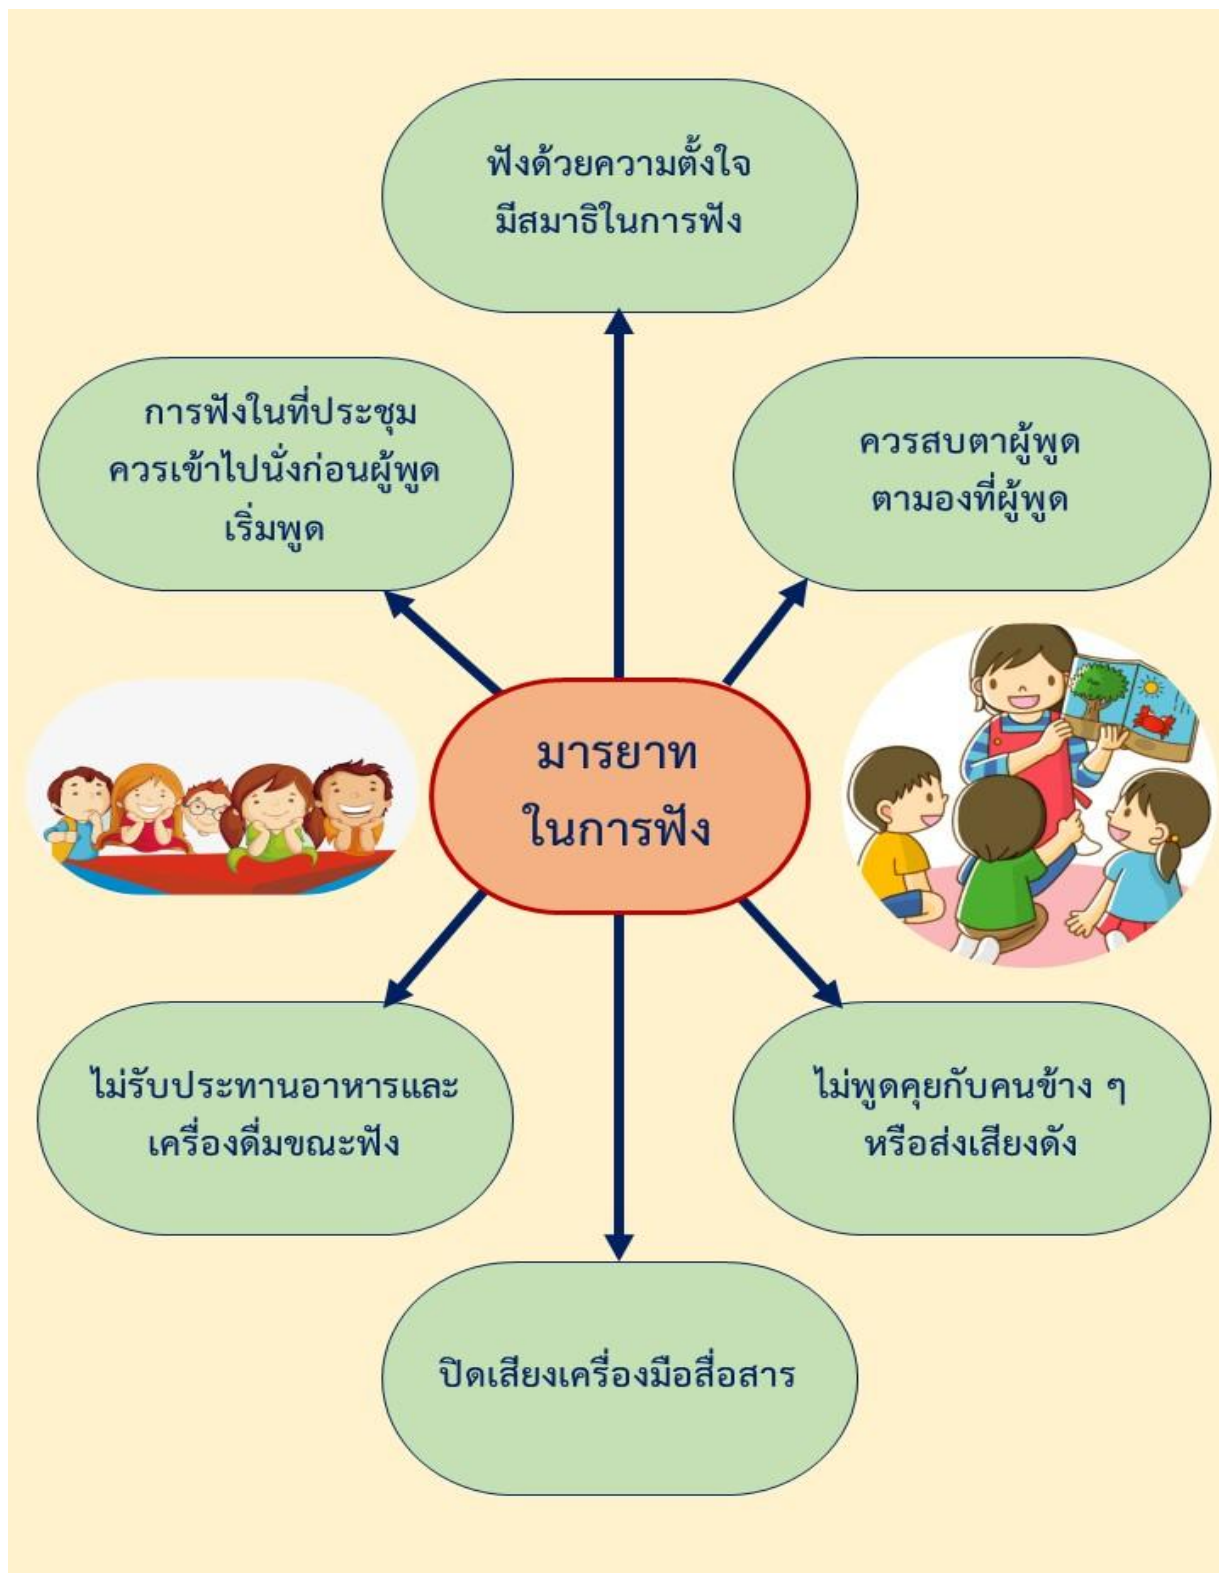 ฟังด้วยความตั้งใจ
มีสมาธิในการฟัง
การฟังในที่ประชุม
ควรเข้าไปนั่งก่อนผู้พูด
เริ่มพูด
ควรสบตาผู้พูด
ตามองที่ผู้พูด
มารยาท
ในการฟัง
ไม่รับประทานอาหารและ
เครื่องดื่มขณะฟัง
ไม่พูดคุยกับคนข้าง ๆ
หรือส่งเสียงดัง
ปิดเสียงเครื่องมือสื่อสาร